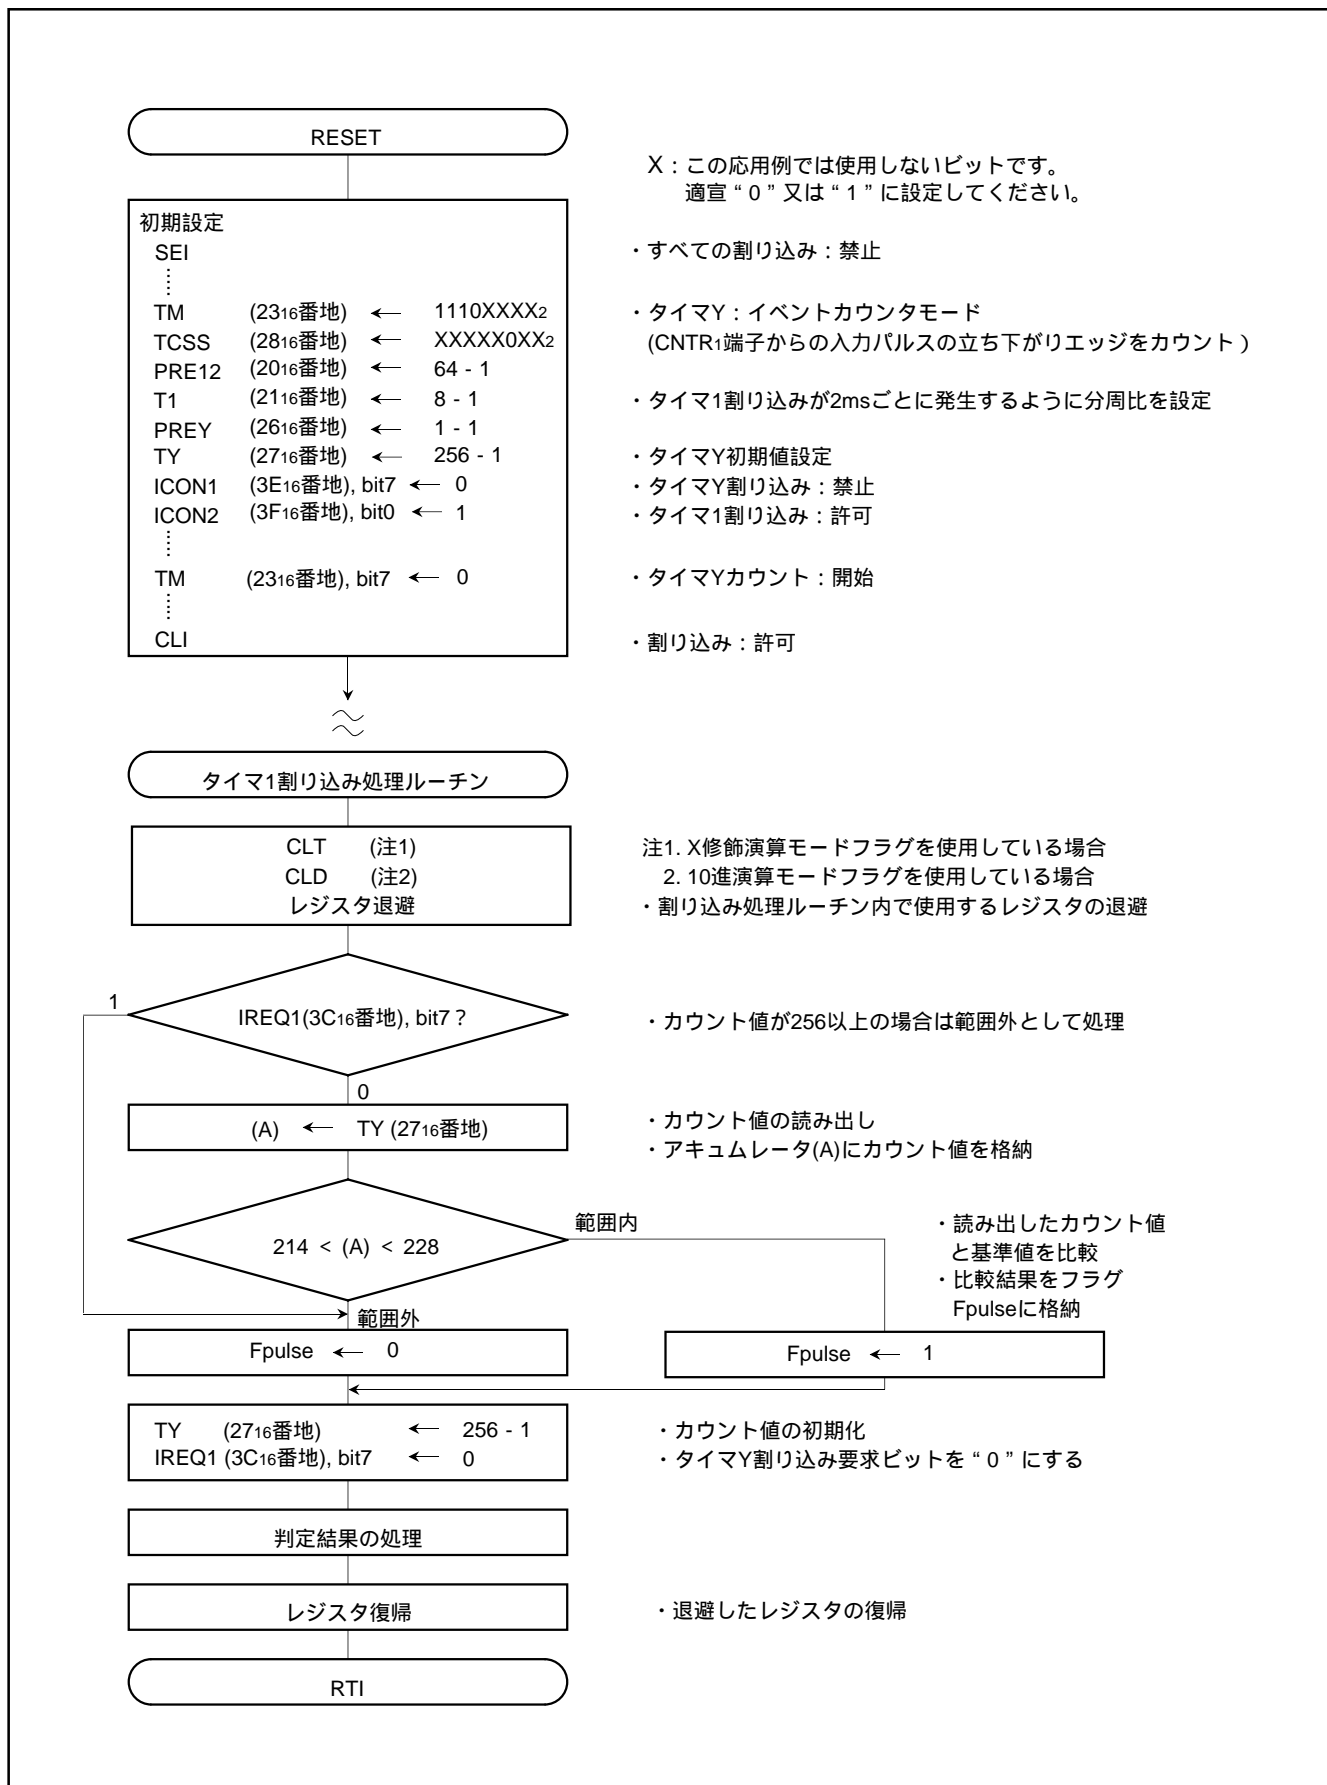 RESET
X：この応用例では使用しないビットです。
適宣“0”又は“1”に設定してください。
初期設定
SEI ・すべての割り込み：禁止
TM (2316番地) ← 1110XXXX2 ・タイマY：イベントカウンタモード
TCSS (2816番地) ← XXXXX0XX2 (CNTR1端子からの入力パルスの立ち下がりエッジをカウント)
PRE12 (2016番地) ← 64 - 1
T1 (2116番地) ← 8 - 1 ・タイマ1割り込みが2msごとに発生するように分周比を設定
PREY (2616番地) ← 1 - 1
TY (2716番地) ← 256 - 1 ・タイマY初期値設定
ICON1 (3E16番地), bit7 ← 0 ・タイマY割り込み：禁止
ICON2 (3F16番地), bit0 ← 1 ・タイマ1割り込み：許可
TM (2316番地), bit7 ← 0 ・タイマYカウント：開始
CLI ・割り込み：許可
タイマ1割り込み処理ルーチン
CLT (注1) 注1. X修飾演算モードフラグを使用している場合
CLD (注2) 2. 10進演算モードフラグを使用している場合
レジスタ退避 ・割り込み処理ルーチン内で使用するレジスタの退避
1
IREQ1(3C16番地), bit7？ ・カウント値が256以上の場合は範囲外として処理
0
(A) ← TY (2716番地) ・カウント値の読み出し
・アキュムレータ(A)にカウント値を格納
範囲内
214 < (A) < 228
・読み出したカウント値
と基準値を比較
・比較結果をフラグ
Fpulseに格納
範囲外
Fpulse ← 0
Fpulse ← 1
TY (2716番地) ← 256 - 1 ・カウント値の初期化
IREQ1 (3C16番地), bit7 ← 0 ・タイマY割り込み要求ビットを“0”にする
判定結果の処理
レジスタ復帰 ・退避したレジスタの復帰
RTI